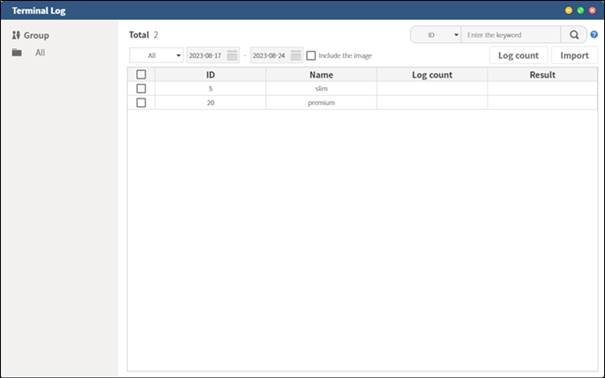 Terminal Log
Group
All
Total 2
ID Enter the keyword ?
All 2023-08-17 ~ 2023-08-24 Include the image Log count Import
ID Name Log count Result
5 slim
20 premium